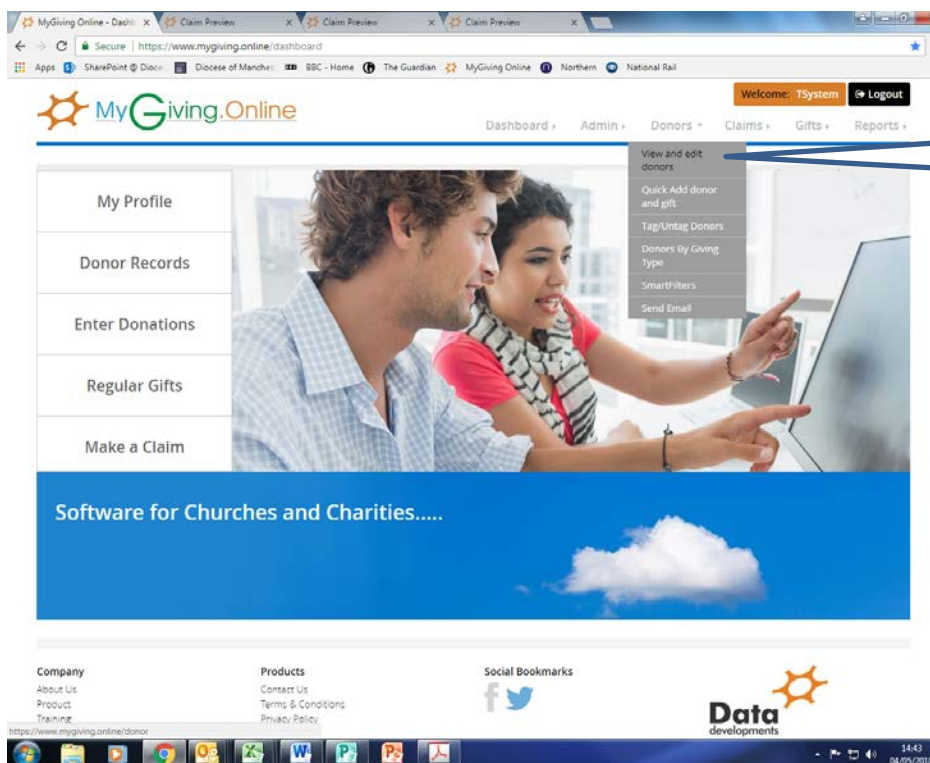 MyGiving Online - Dashb
Claim Preview
Claim Preview
Claim Preview
Secure | https://www.mygiving.online/dashboard
Apps SharePoint @ Dioce Diocese of Manches BBC - Home The Guardian MyGiving Online Northern National Rail
Welcome: TSystem Logout
MyGiving.Online
Dashboard Admin Donors Claims Gifts Reports
View and edit
donors
Quick Add donor
and gift
Tag/Untag Donors
Donors By Giving
Type
SmartFilters
Send Email
My Profile
Donor Records
Enter Donations
Regular Gifts
Make a Claim
Software for Churches and Charities.....
Company Products Social Bookmarks
About Us Contact Us
Product Terms & Conditions
Training Privacy Policy
Data
developments
https://www.mygiving.online/donor
14:43
04/05/201